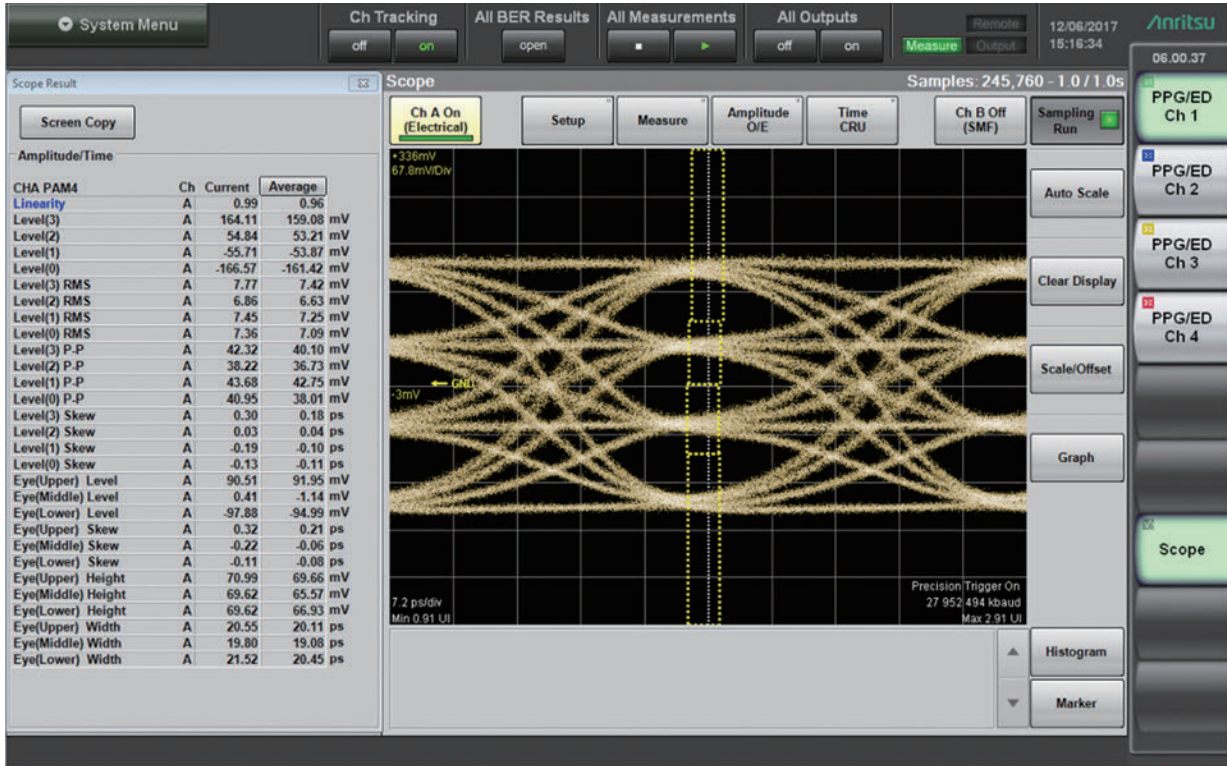 System Menu
Ch Tracking
off on
All BER Results
open
All Measurements
All Outputs
off on
Remote
Measure Output
12/06/2017
15:16:34
Anritsu
06.00.37
Scope Result
Screen Copy
Amplitude/Time
CHA PAM4 Ch Current Average
Linearity A 0.99 0.96
Level(3) A 164.11 159.08 mV
Level(2) A 54.84 53.21 mV
Level(1) A -55.71 -53.87 mV
Level(0) A -166.57 -161.42 mV
Level(3) RMS A 7.77 7.42 mV
Level(2) RMS A 6.86 6.63 mV
Level(1) RMS A 7.45 7.25 mV
Level(0) RMS A 7.36 7.09 mV
Level(3) P-P A 42.32 40.10 mV
Level(2) P-P A 38.22 36.73 mV
Level(1) P-P A 43.68 42.75 mV
Level(0) P-P A 40.95 38.01 mV
Level(3) Skew A 0.30 0.18 ps
Level(2) Skew A 0.03 0.04 ps
Level(1) Skew A -0.19 -0.10 ps
Level(0) Skew A -0.13 -0.11 ps
Eye(Upper) Level A 90.51 91.95 mV
Eye(Middle) Level A 0.41 -1.14 mV
Eye(Lower) Level A -97.88 -94.99 mV
Eye(Upper) Skew A 0.32 0.21 ps
Eye(Middle) Skew A -0.22 -0.06 ps
Eye(Lower) Skew A -0.11 -0.08 ps
Eye(Upper) Height A 70.99 69.66 mV
Eye(Middle) Height A 69.62 65.57 mV
Eye(Lower) Height A 69.62 66.93 mV
Eye(Upper) Width A 20.55 20.11 ps
Eye(Middle) Width A 19.80 19.08 ps
Eye(Lower) Width A 21.52 20.45 ps
Scope
Samples: 245,760 - 1.0 / 1.0s
Ch A On
(Electrical)
Setup
Measure
Amplitude
O/E
Time
CRU
Ch B Off
(SMF)
Sampling
Run
+336mV
67.8mV/Div
GND
-3mV
7.2 ps/div
Min 0.91 UI
Precision Trigger On
27 952 494 kbaud
Max 2.91 UI
Auto Scale
Clear Display
Scale/Offset
Graph
Histogram
Marker
PPG/ED
Ch 1
PPG/ED
Ch 2
PPG/ED
Ch 3
PPG/ED
Ch 4
Scope